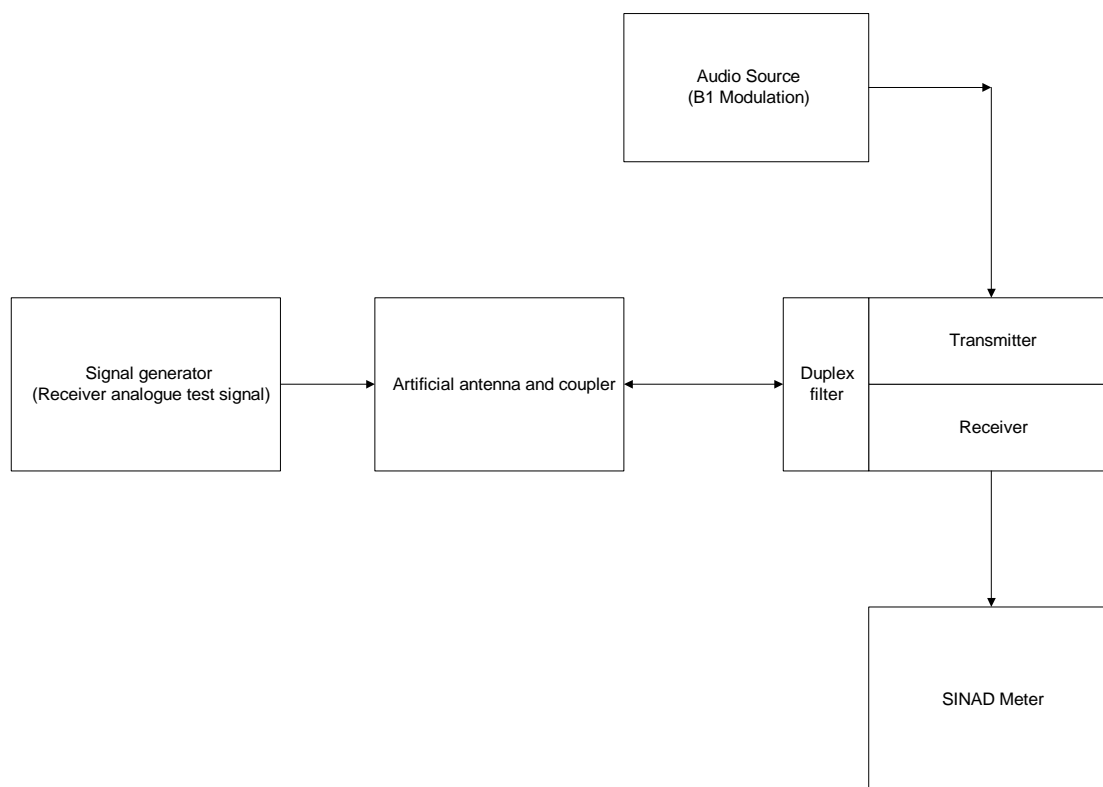 Audio Source
(B1 Modulation)
Signal generator
(Receiver analogue test signal)
Artificial antenna and coupler
Duplex
filter
Transmitter
Receiver
SINAD Meter